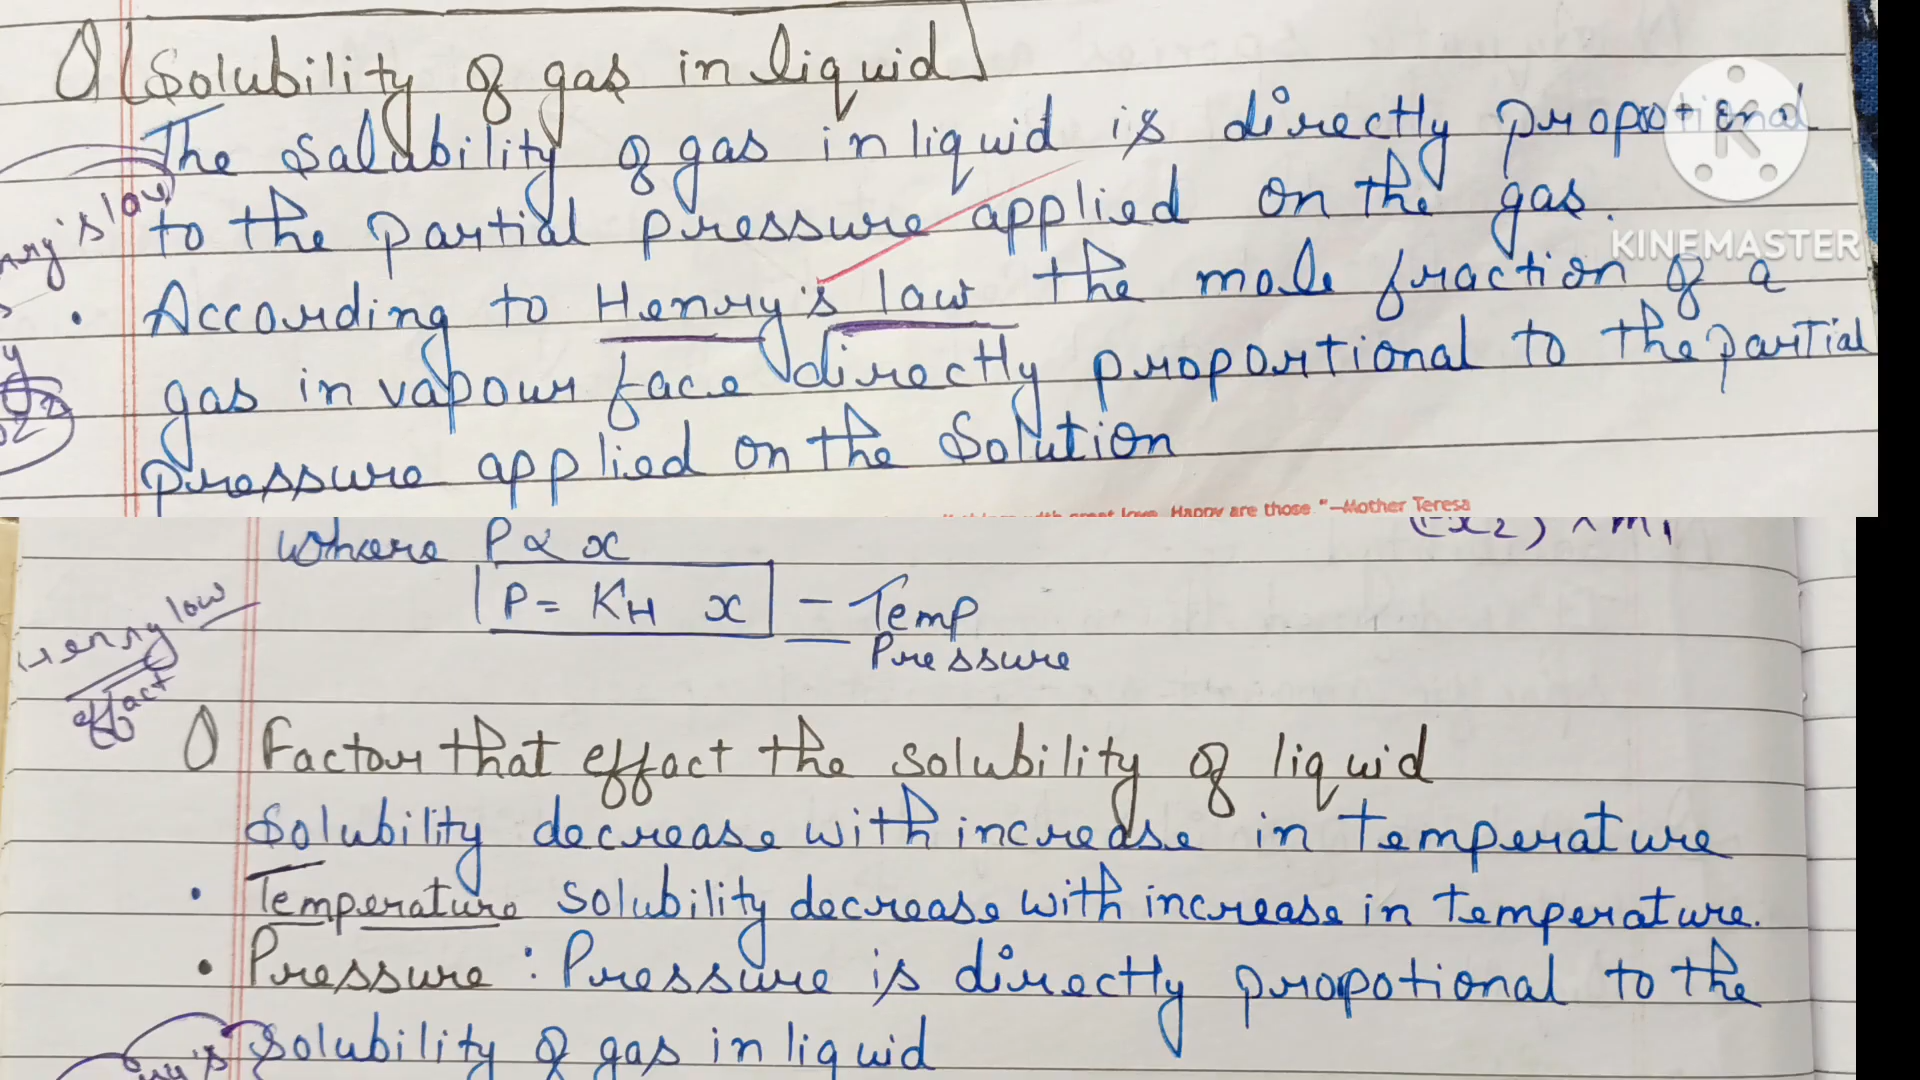 Solubility of gas in liquid
The Salubility of gas in liquid is directly propotional
to the partial pressure applied on the gas.
KINEMASTER
According to Henry's law the mole fraction of a
gas in vapour face directly proportional to the partial
pressure applied on the Solution
Happy are those."—Mother Teresa
where P ∝ x
P = KH x — Temp
Pressure
Henry law
effact
Factor that effact the solubility of liquid
Solubility decrease with increase in temperature
• Temperature solubility decrease with increase in temperature.
• Pressure : Pressure is directly propotional to the
solubility of gas in liquid